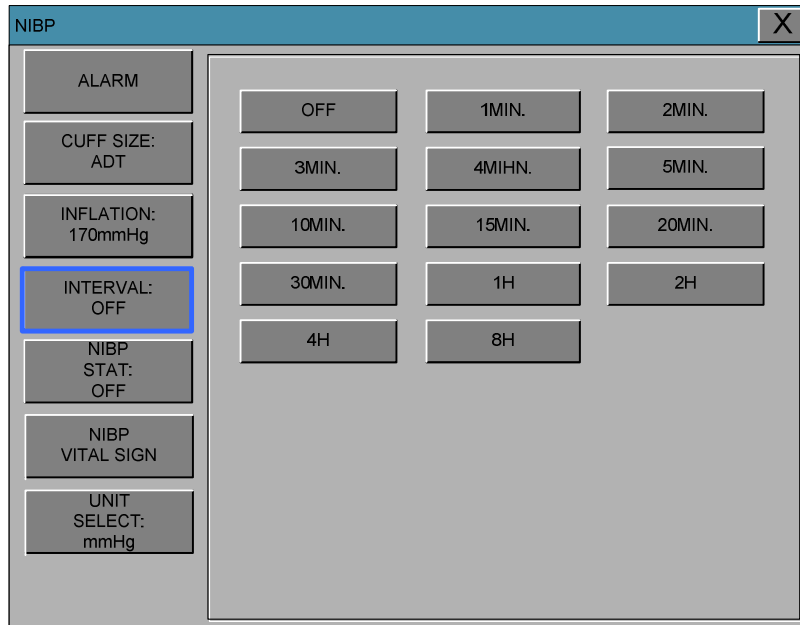 NIBP
X
ALARM
CUFF SIZE:
ADT
INFLATION:
170mmHg
INTERVAL:
OFF
NIBP
STAT:
OFF
NIBP
VITAL SIGN
UNIT
SELECT:
mmHg
OFF
1MIN.
2MIN.
3MIN.
4MIHN.
5MIN.
10MIN.
15MIN.
20MIN.
30MIN.
1H
2H
4H
8H